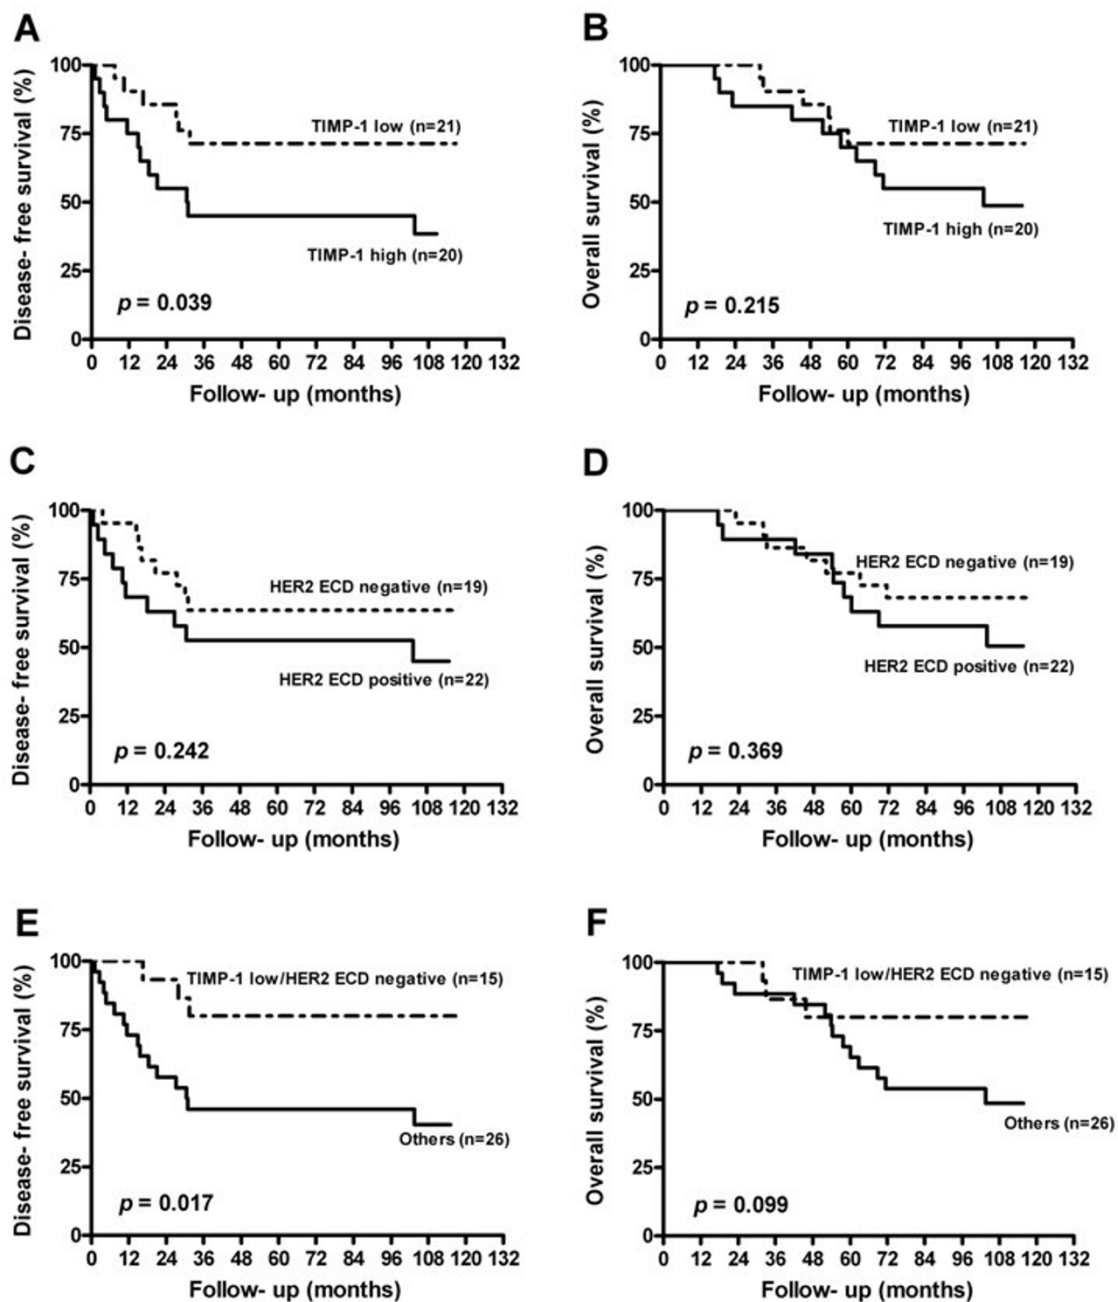 A
Disease- free survival (%)
100
75
50
25
0
TIMP-1 low (n=21)
TIMP-1 high (n=20)
p = 0.039
0 12 24 36 48 60 72 84 96 108 120 132
Follow- up (months)
B
Overall survival (%)
100
75
50
25
0
TIMP-1 low (n=21)
TIMP-1 high (n=20)
p = 0.215
0 12 24 36 48 60 72 84 96 108 120 132
Follow- up (months)
C
Disease- free survival (%)
100
75
50
25
0
HER2 ECD negative (n=19)
HER2 ECD positive (n=22)
p = 0.242
0 12 24 36 48 60 72 84 96 108 120 132
Follow- up (months)
D
Overall survival (%)
100
75
50
25
0
HER2 ECD negative (n=19)
HER2 ECD positive (n=22)
p = 0.369
0 12 24 36 48 60 72 84 96 108 120 132
Follow- up (months)
E
Disease- free survival (%)
100
75
50
25
0
TIMP-1 low/HER2 ECD negative (n=15)
Others (n=26)
p = 0.017
0 12 24 36 48 60 72 84 96 108 120 132
Follow- up (months)
F
Overall survival (%)
100
75
50
25
0
TIMP-1 low/HER2 ECD negative (n=15)
Others (n=26)
p = 0.099
0 12 24 36 48 60 72 84 96 108 120 132
Follow- up (months)